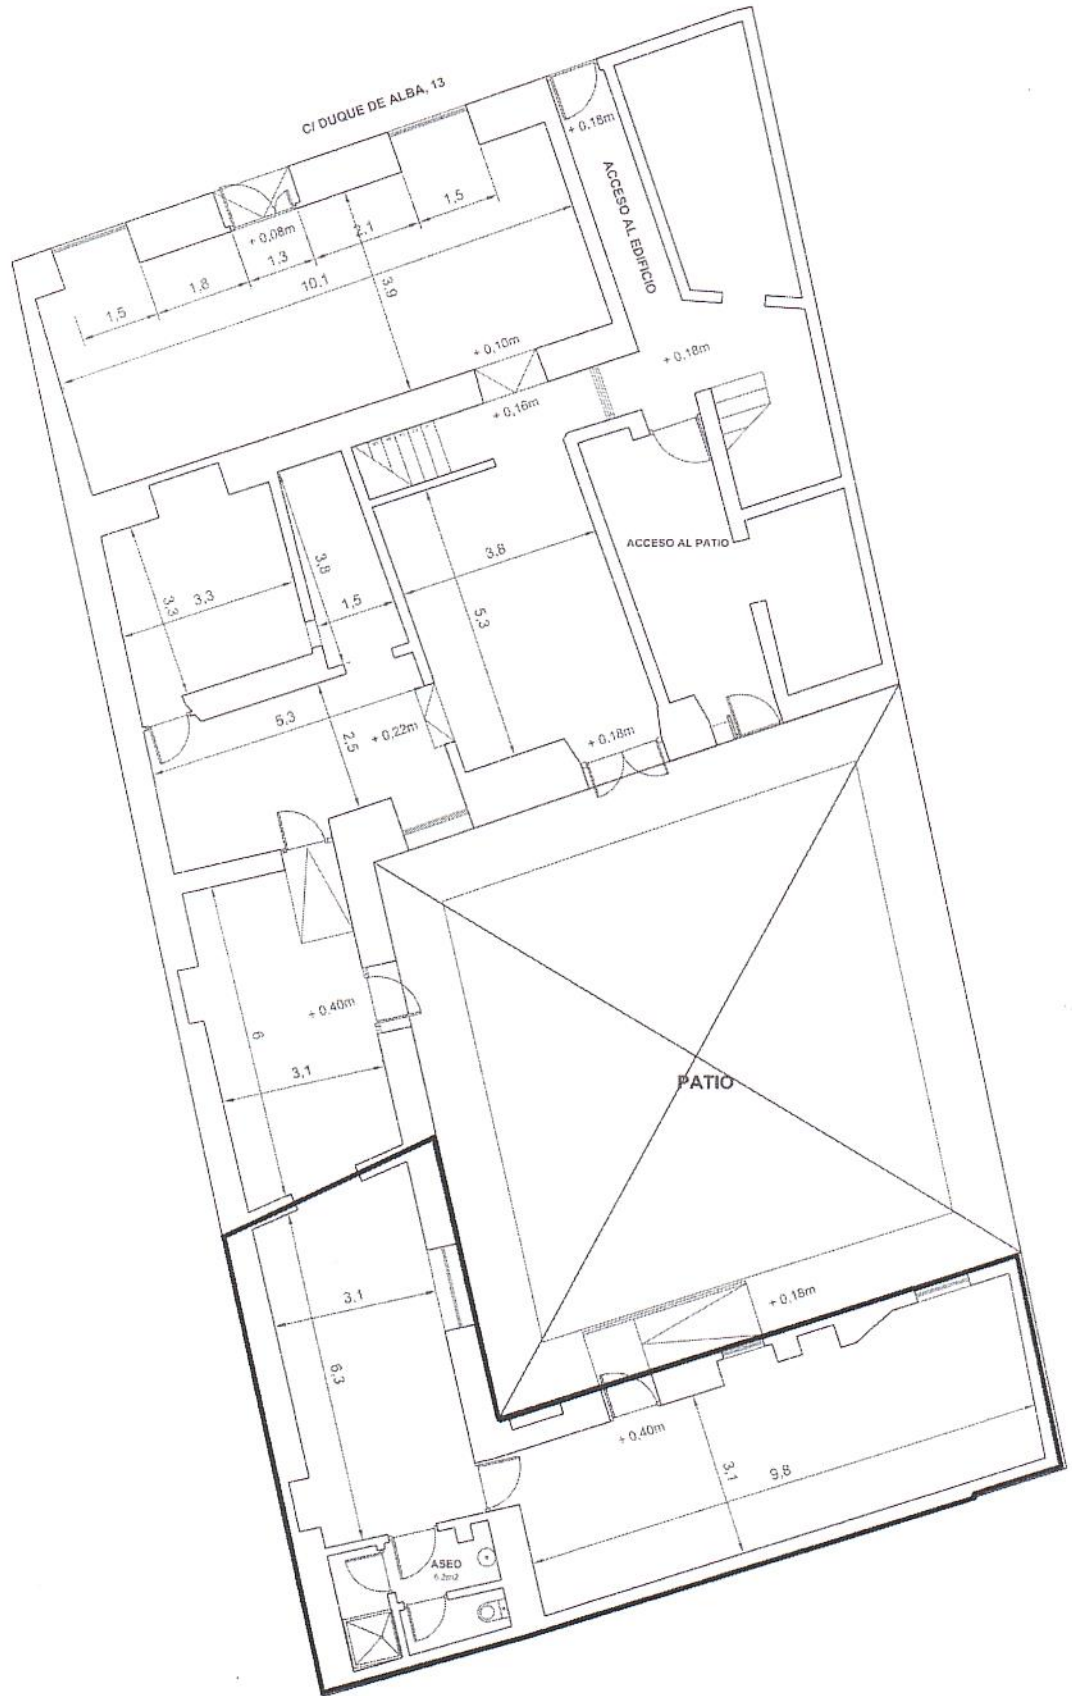 C/ DUQUE DE ALBA, 13
+ 0,18m
ACCESO AL EDIFICIO
1,5
2,1
+ 0,08m
1,3
1,8
10,1
3,9
1,5
+ 0,10m
+ 0,18m
+ 0,16m
3,8
ACCESO AL PATIO
3,8
3,3
3,3
1,5
5,3
5,3
2,5
+ 0,22m
+ 0,18m
+ 0,40m
6
3,1
PATIO
3,1
+ 0,18m
6,3
+ 0,40m
3,1
9,8
ASEO
6.2m2